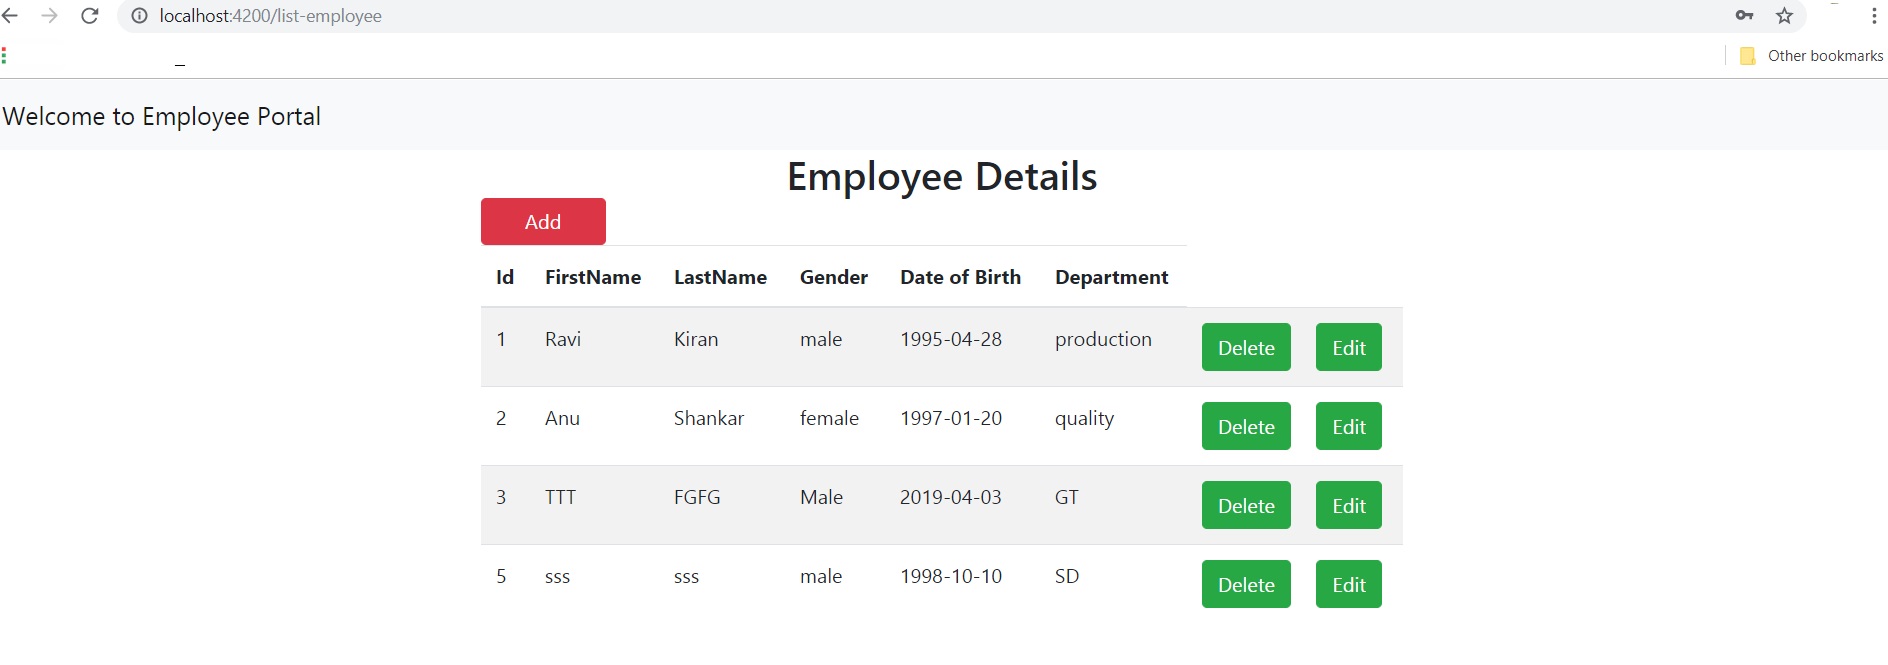 localhost:4200/list-employee
Other bookmarks
Welcome to Employee Portal
Employee Details
Add
Id FirstName LastName Gender Date of Birth Department
1 Ravi Kiran male 1995-04-28 production Delete Edit
2 Anu Shankar female 1997-01-20 quality Delete Edit
3 TTT FGFG Male 2019-04-03 GT Delete Edit
5 sss sss male 1998-10-10 SD Delete Edit